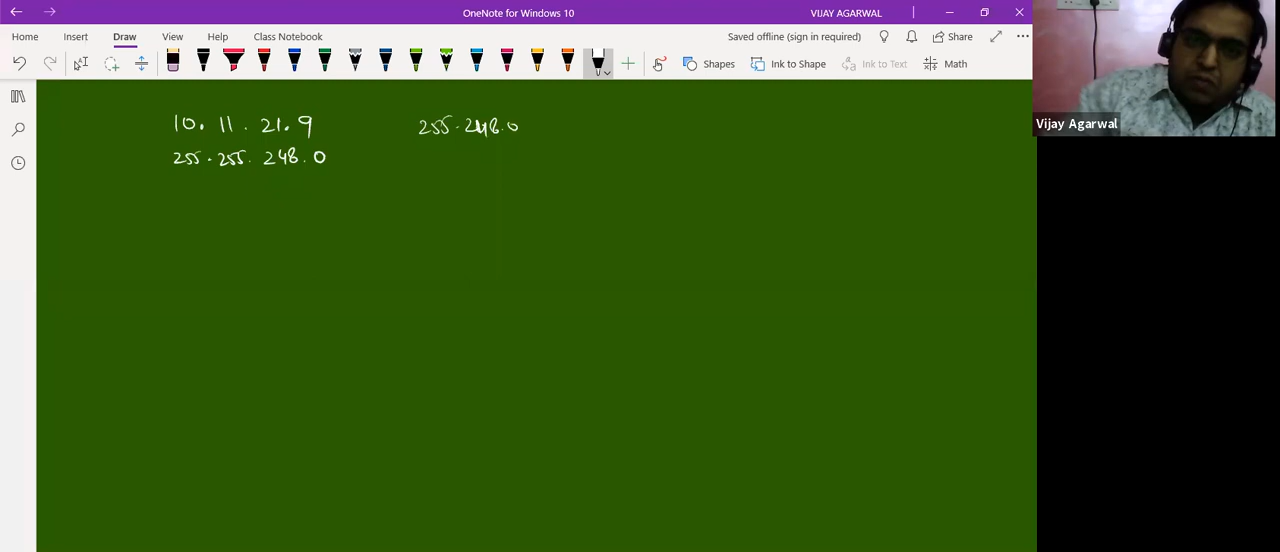 OneNote for Windows 10
VIJAY AGARWAL
Home Insert Draw View Help Class Notebook
Saved offline (sign in required)
Share
Shapes
Ink to Shape
Ink to Text
Math
10. 11. 21. 9
255.248.0
255.255.248.0
Vijay Agarwal